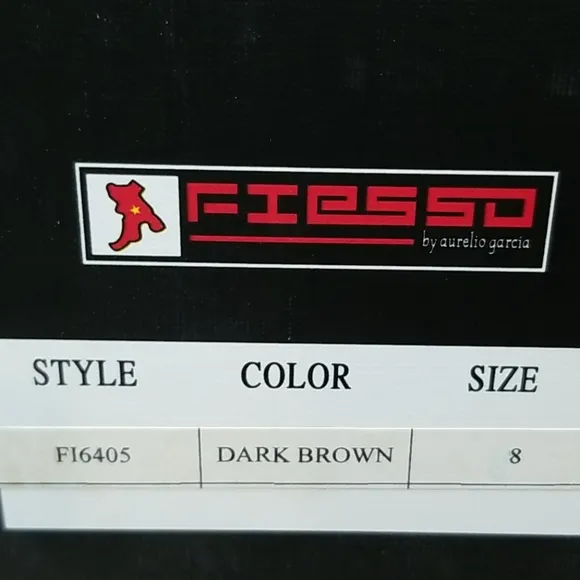 FIESSO
by aurelio garcia
STYLE COLOR SIZE
FI6405 DARK BROWN 8